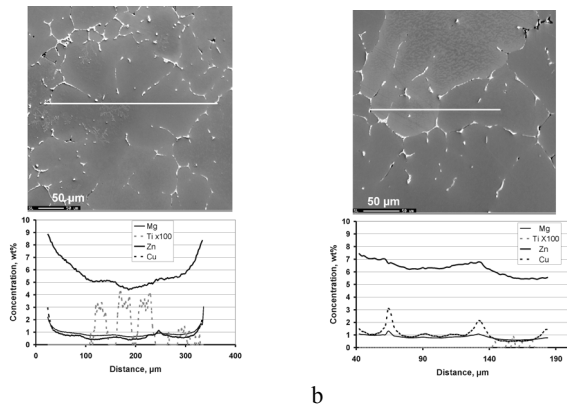 50 µm
50 µm
Concentration, wt%
10
9
8
7
6
5
4
3
2
1
0
Mg
Ti x100
Zn
Cu
0
100
200
300
400
Distance, µm
Concentration, wt%
10
9
8
7
6
5
4
3
2
1
0
Mg
Ti X100
Zn
Cu
40
90
140
190
Distance, µm
b